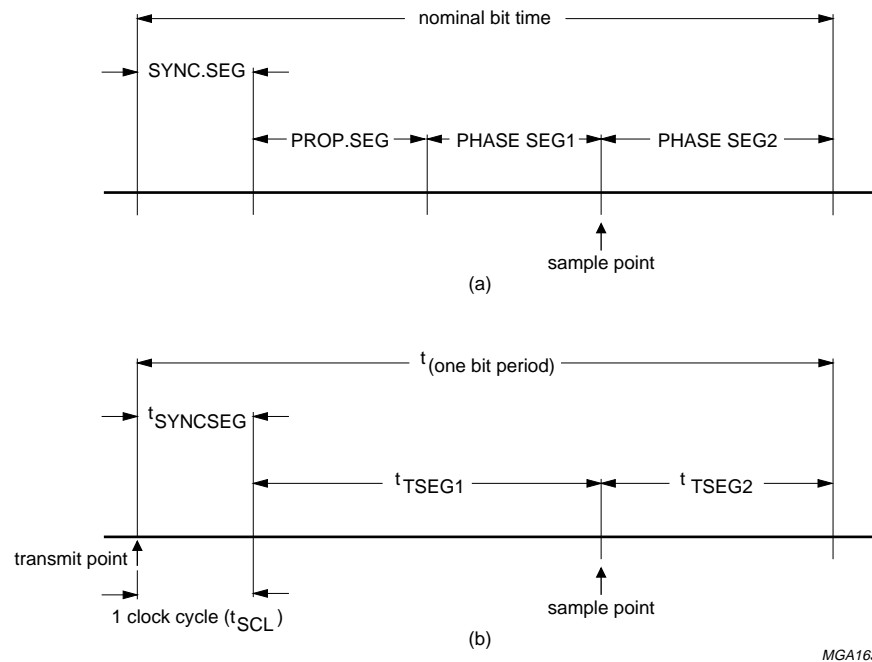 nominal bit time
SYNC.SEG
PROP.SEG PHASE SEG1 PHASE SEG2
sample point
(a)
t(one bit period)
tSYNCSEG
tTSEG1 t TSEG2
transmit point
sample point
1 clock cycle (tSCL)
(b)